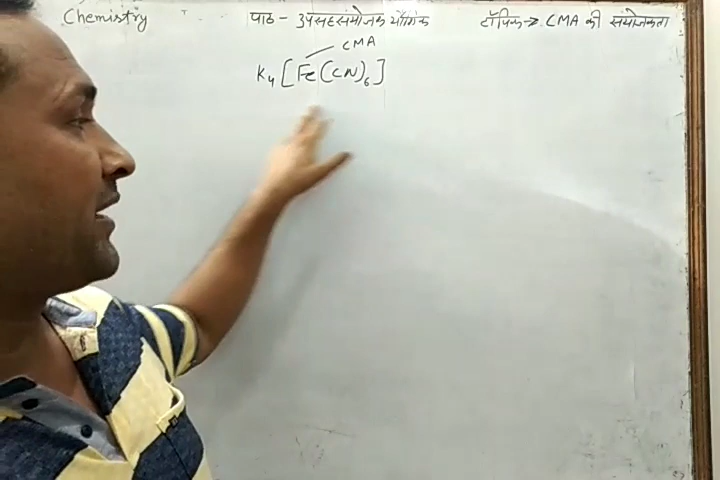 Chemistry पाठ - उपसहसंयोजक यौगिक टॉपिक→ CMA की संयोजकता
CMA
K₄[Fe(CN)₆]